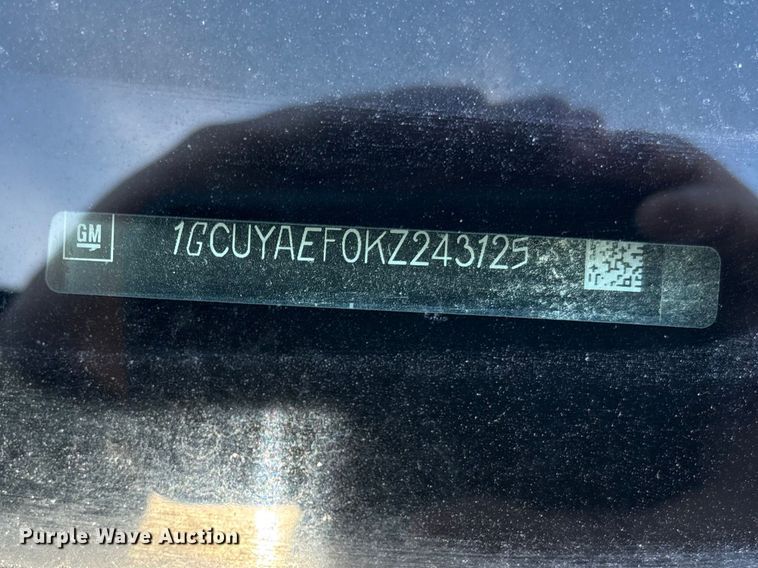 GM
1GCUYAEF0KZ243125
Purple Wave Auction